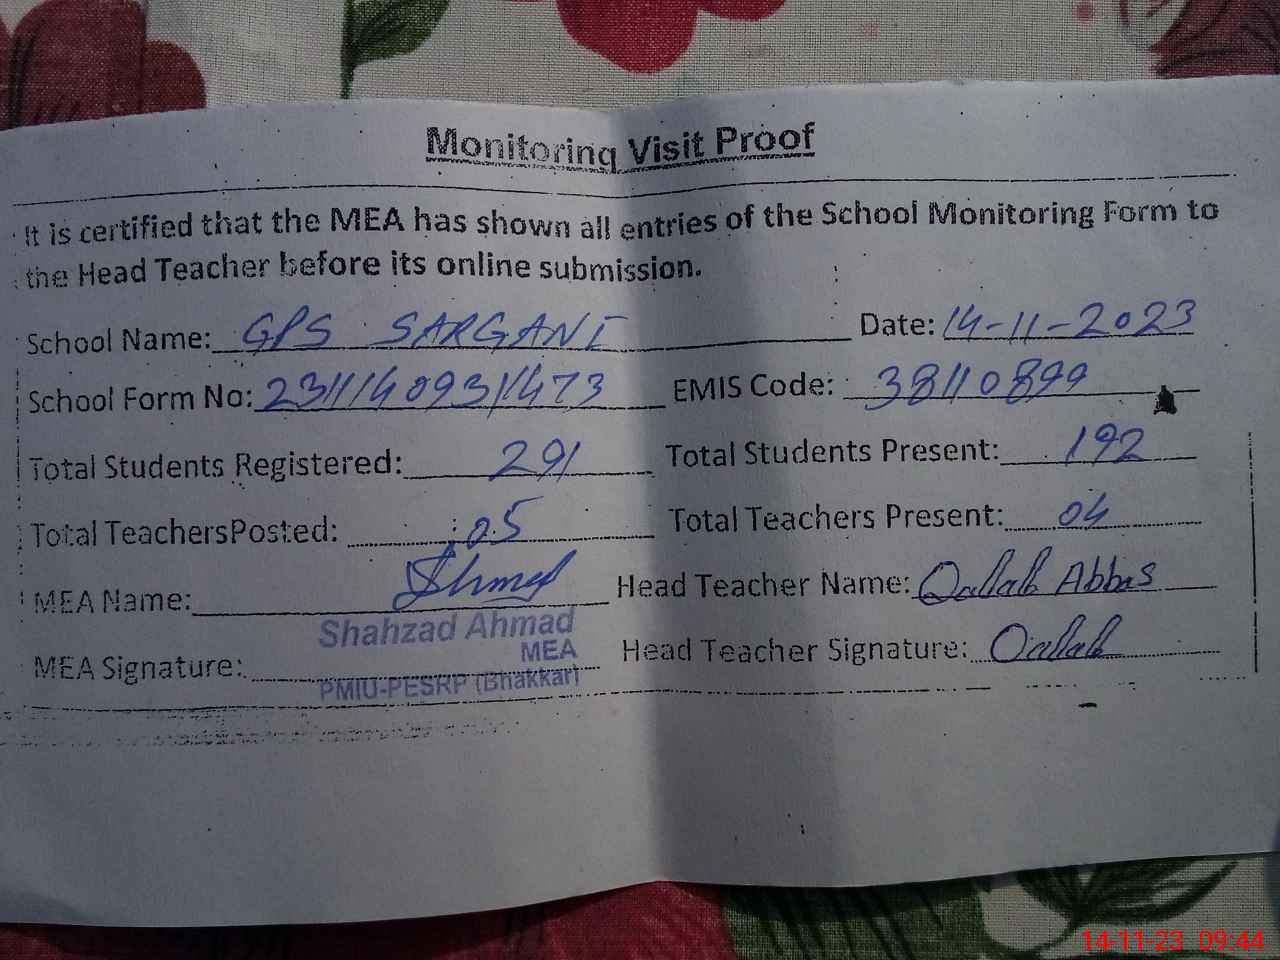 Monitoring Visit Proof
It is certified that the MEA has shown all entries of the School Monitoring Form to
the Head Teacher before its online submission.
School Name: GPS SARGANI Date: 14-11-2023
School Form No: 2311140931473 EMIS Code: 38110899
Total Students Registered: 291 Total Students Present: 192
Total TeachersPosted: 05 Total Teachers Present: 04
MEA Name: Head Teacher Name: Qallab Abbas
Shahzad Ahmad
MEA
MEA Signature: Head Teacher Signature: Qallab
PMIU-PESRP (Bhakkar)
14-11-23 09:44